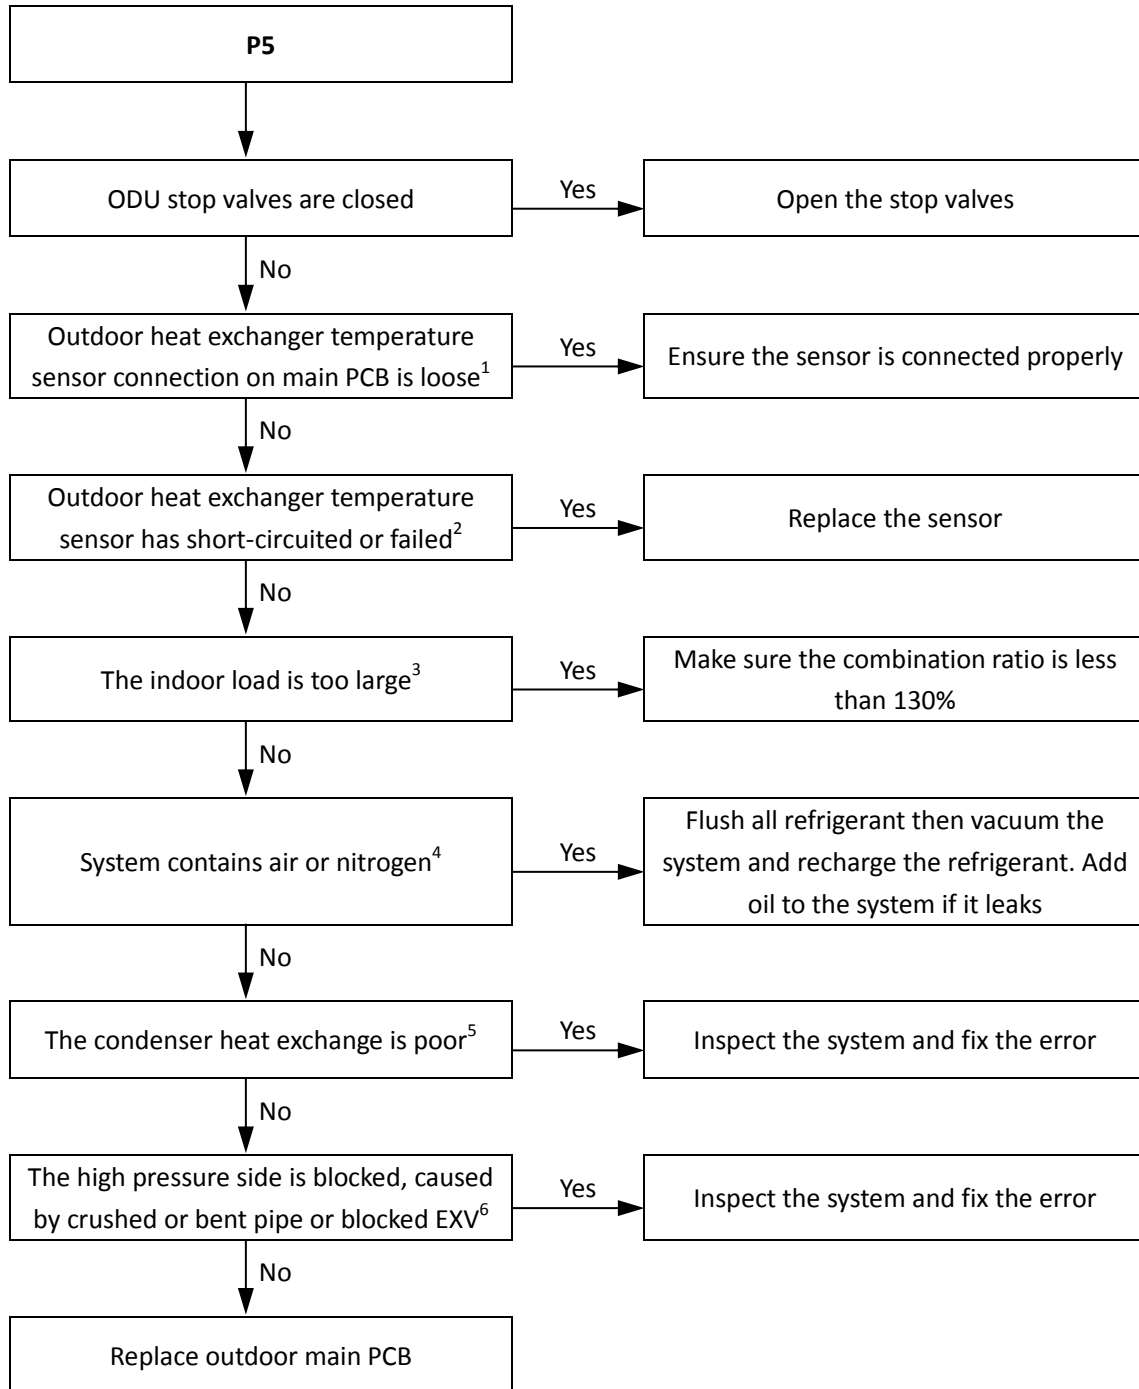 P5
ODU stop valves are closed
Yes
Open the stop valves
No
Outdoor heat exchanger temperature
sensor connection on main PCB is loose1
Yes
Ensure the sensor is connected properly
No
Outdoor heat exchanger temperature
sensor has short-circuited or failed2
Yes
Replace the sensor
No
The indoor load is too large3
Yes
Make sure the combination ratio is less
than 130%
No
System contains air or nitrogen4
Yes
Flush all refrigerant then vacuum the
system and recharge the refrigerant. Add
oil to the system if it leaks
No
The condenser heat exchange is poor5
Yes
Inspect the system and fix the error
No
The high pressure side is blocked, caused
by crushed or bent pipe or blocked EXV6
Yes
Inspect the system and fix the error
No
Replace outdoor main PCB